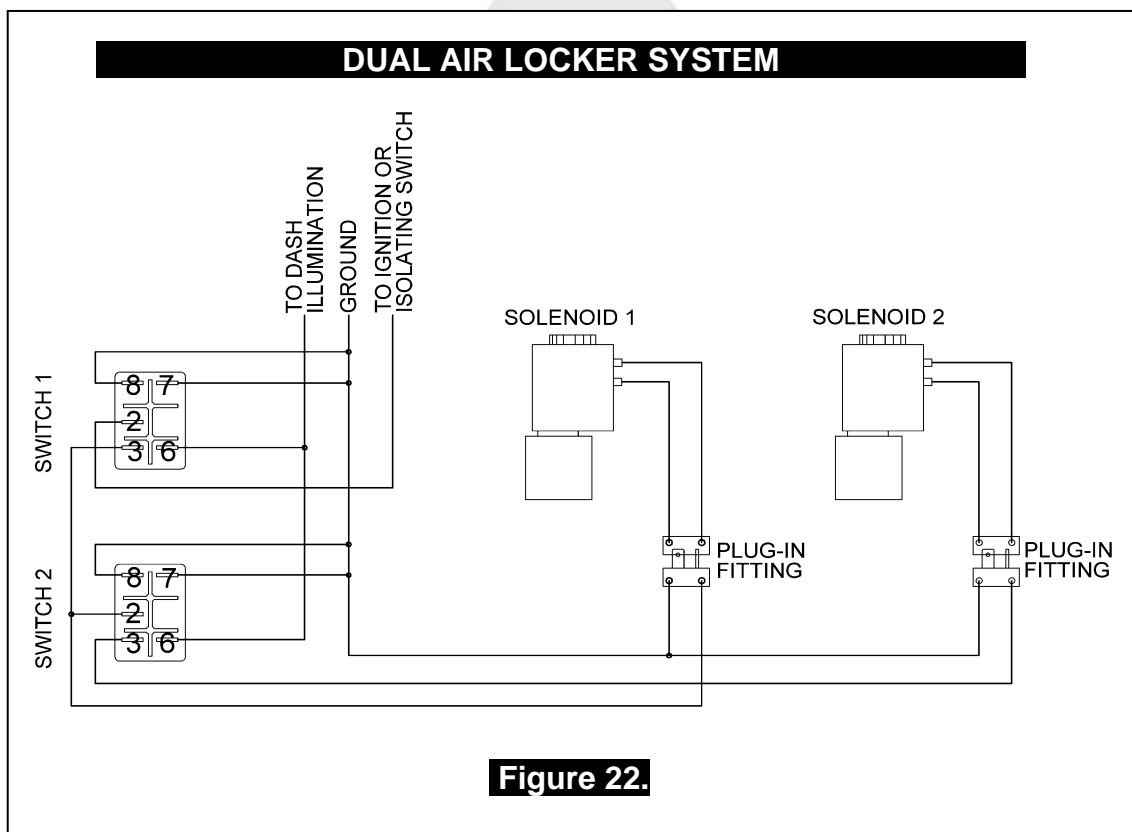 DUAL AIR LOCKER SYSTEM
TO DASH
ILLUMINATION
GROUND
TO IGNITION OR
ISOLATING SWITCH
SOLENOID 1
SOLENOID 2
SWITCH 1
8 7
2
3 6
PLUG-IN
FITTING
PLUG-IN
FITTING
SWITCH 2
8 7
2
3 6
Figure 22.